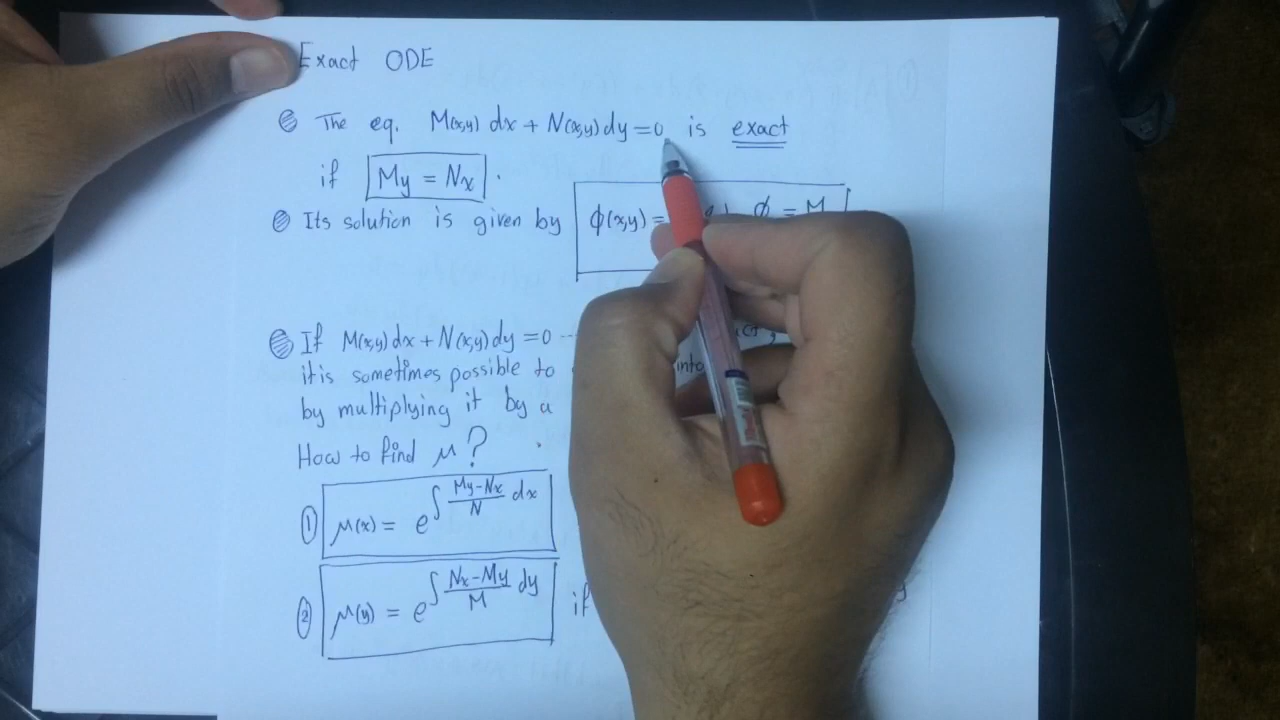 Exact ODE
The eq. M(x,y) dx + N(x,y) dy = 0 is exact
if My = Nx.
Its solution is given by ϕ(x,y) = ϕ = M
If M(x,y) dx + N(x,y) dy = 0
it is sometimes possible to into
by multiplying it by a
How to find μ?
① μ(x) = e^∫ (My-Nx)/N dx
② μ(y) = e^∫ (Nx-My)/M dy if